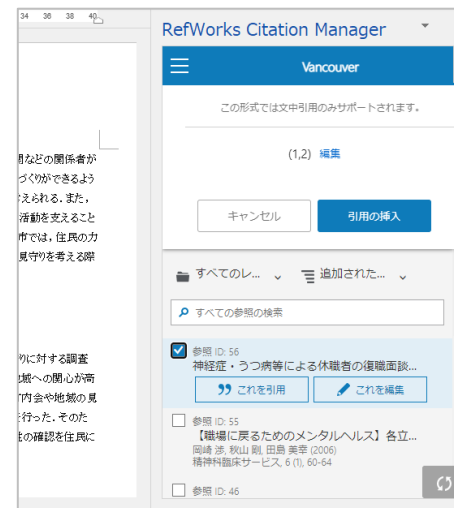 34 36 38 40
RefWorks Citation Manager
Vancouver
この形式では文中引用のみサポートされます。
(1,2) 編集
キャンセル 引用の挿入
すべてのレ... 追加された...
すべての参照の検索
参照 ID: 56
神経症・うつ病等による休職者の復職面談...
これを引用 これを編集
参照 ID: 55
【職場に戻るためのメンタルヘルス】各立...
岡崎 渉, 秋山 剛, 田島 美幸 (2006)
精神科臨床サービス, 6 (1), 60-64
参照 ID: 46
などの関係者が
づくりができるよう
えられる．また，
活動を支えること
市では，住民の力
見守りを考える際
りに対する調査
域への関心が高
内会や地域の見
行った．そのた
の確認を住民に